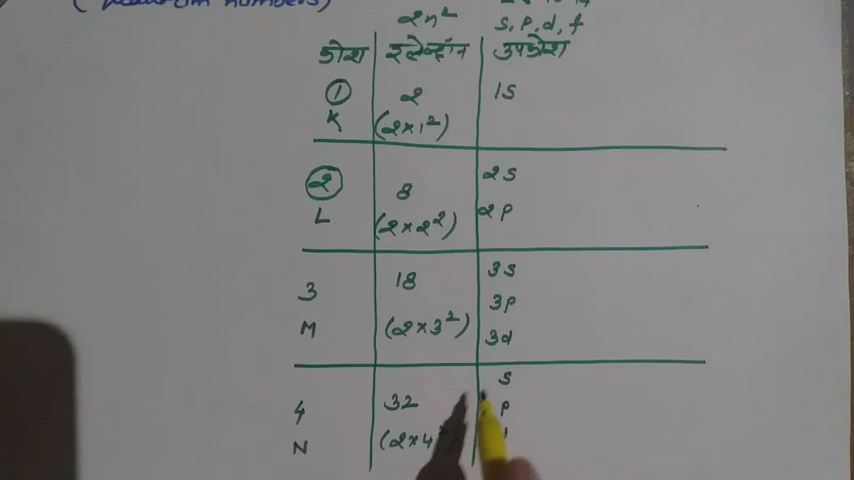 numbers)
2n²
s, p, d, f
कोश इलेक्ट्रॉन उपकोश
① 2 1s
K (2×1²)
② 8 2s
L (2×2²) 2p
3 18 3s
3p
M (2×3²) 3d
s
4 32 p
N (2×4